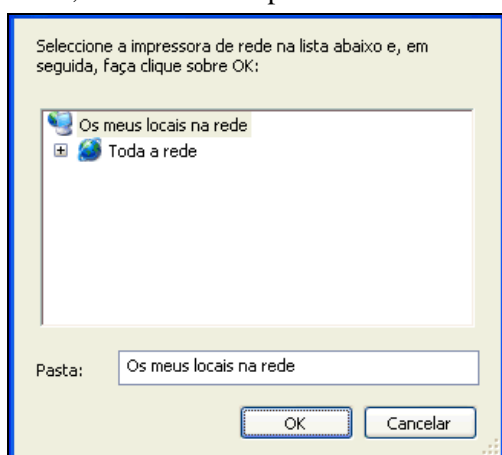 Seleccione a impressora de rede na lista abaixo e, em
seguida, faça clique sobre OK:
Os meus locais na rede
Toda a rede
Pasta: Os meus locais na rede
OK Cancelar